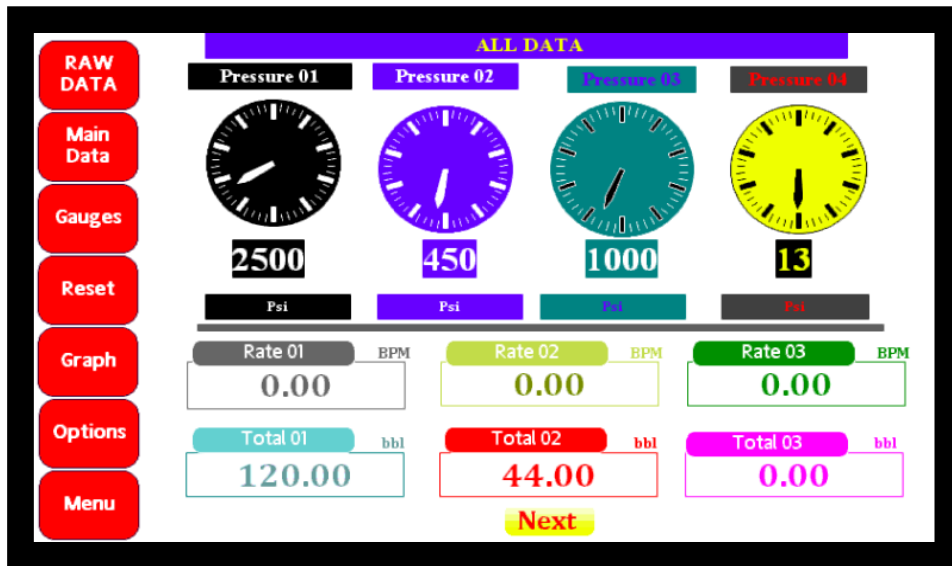 ALL DATA
RAW
DATA
Main
Data
Gauges
Reset
Graph
Options
Menu
Pressure 01
Pressure 02
Pressure 03
Pressure 04
2500
450
1000
13
Psi
Psi
Psi
Psi
Rate 01 BPM
0.00
Rate 02 BPM
0.00
Rate 03 BPM
0.00
Total 01 bbl
120.00
Total 02 bbl
44.00
Total 03 bbl
0.00
Next